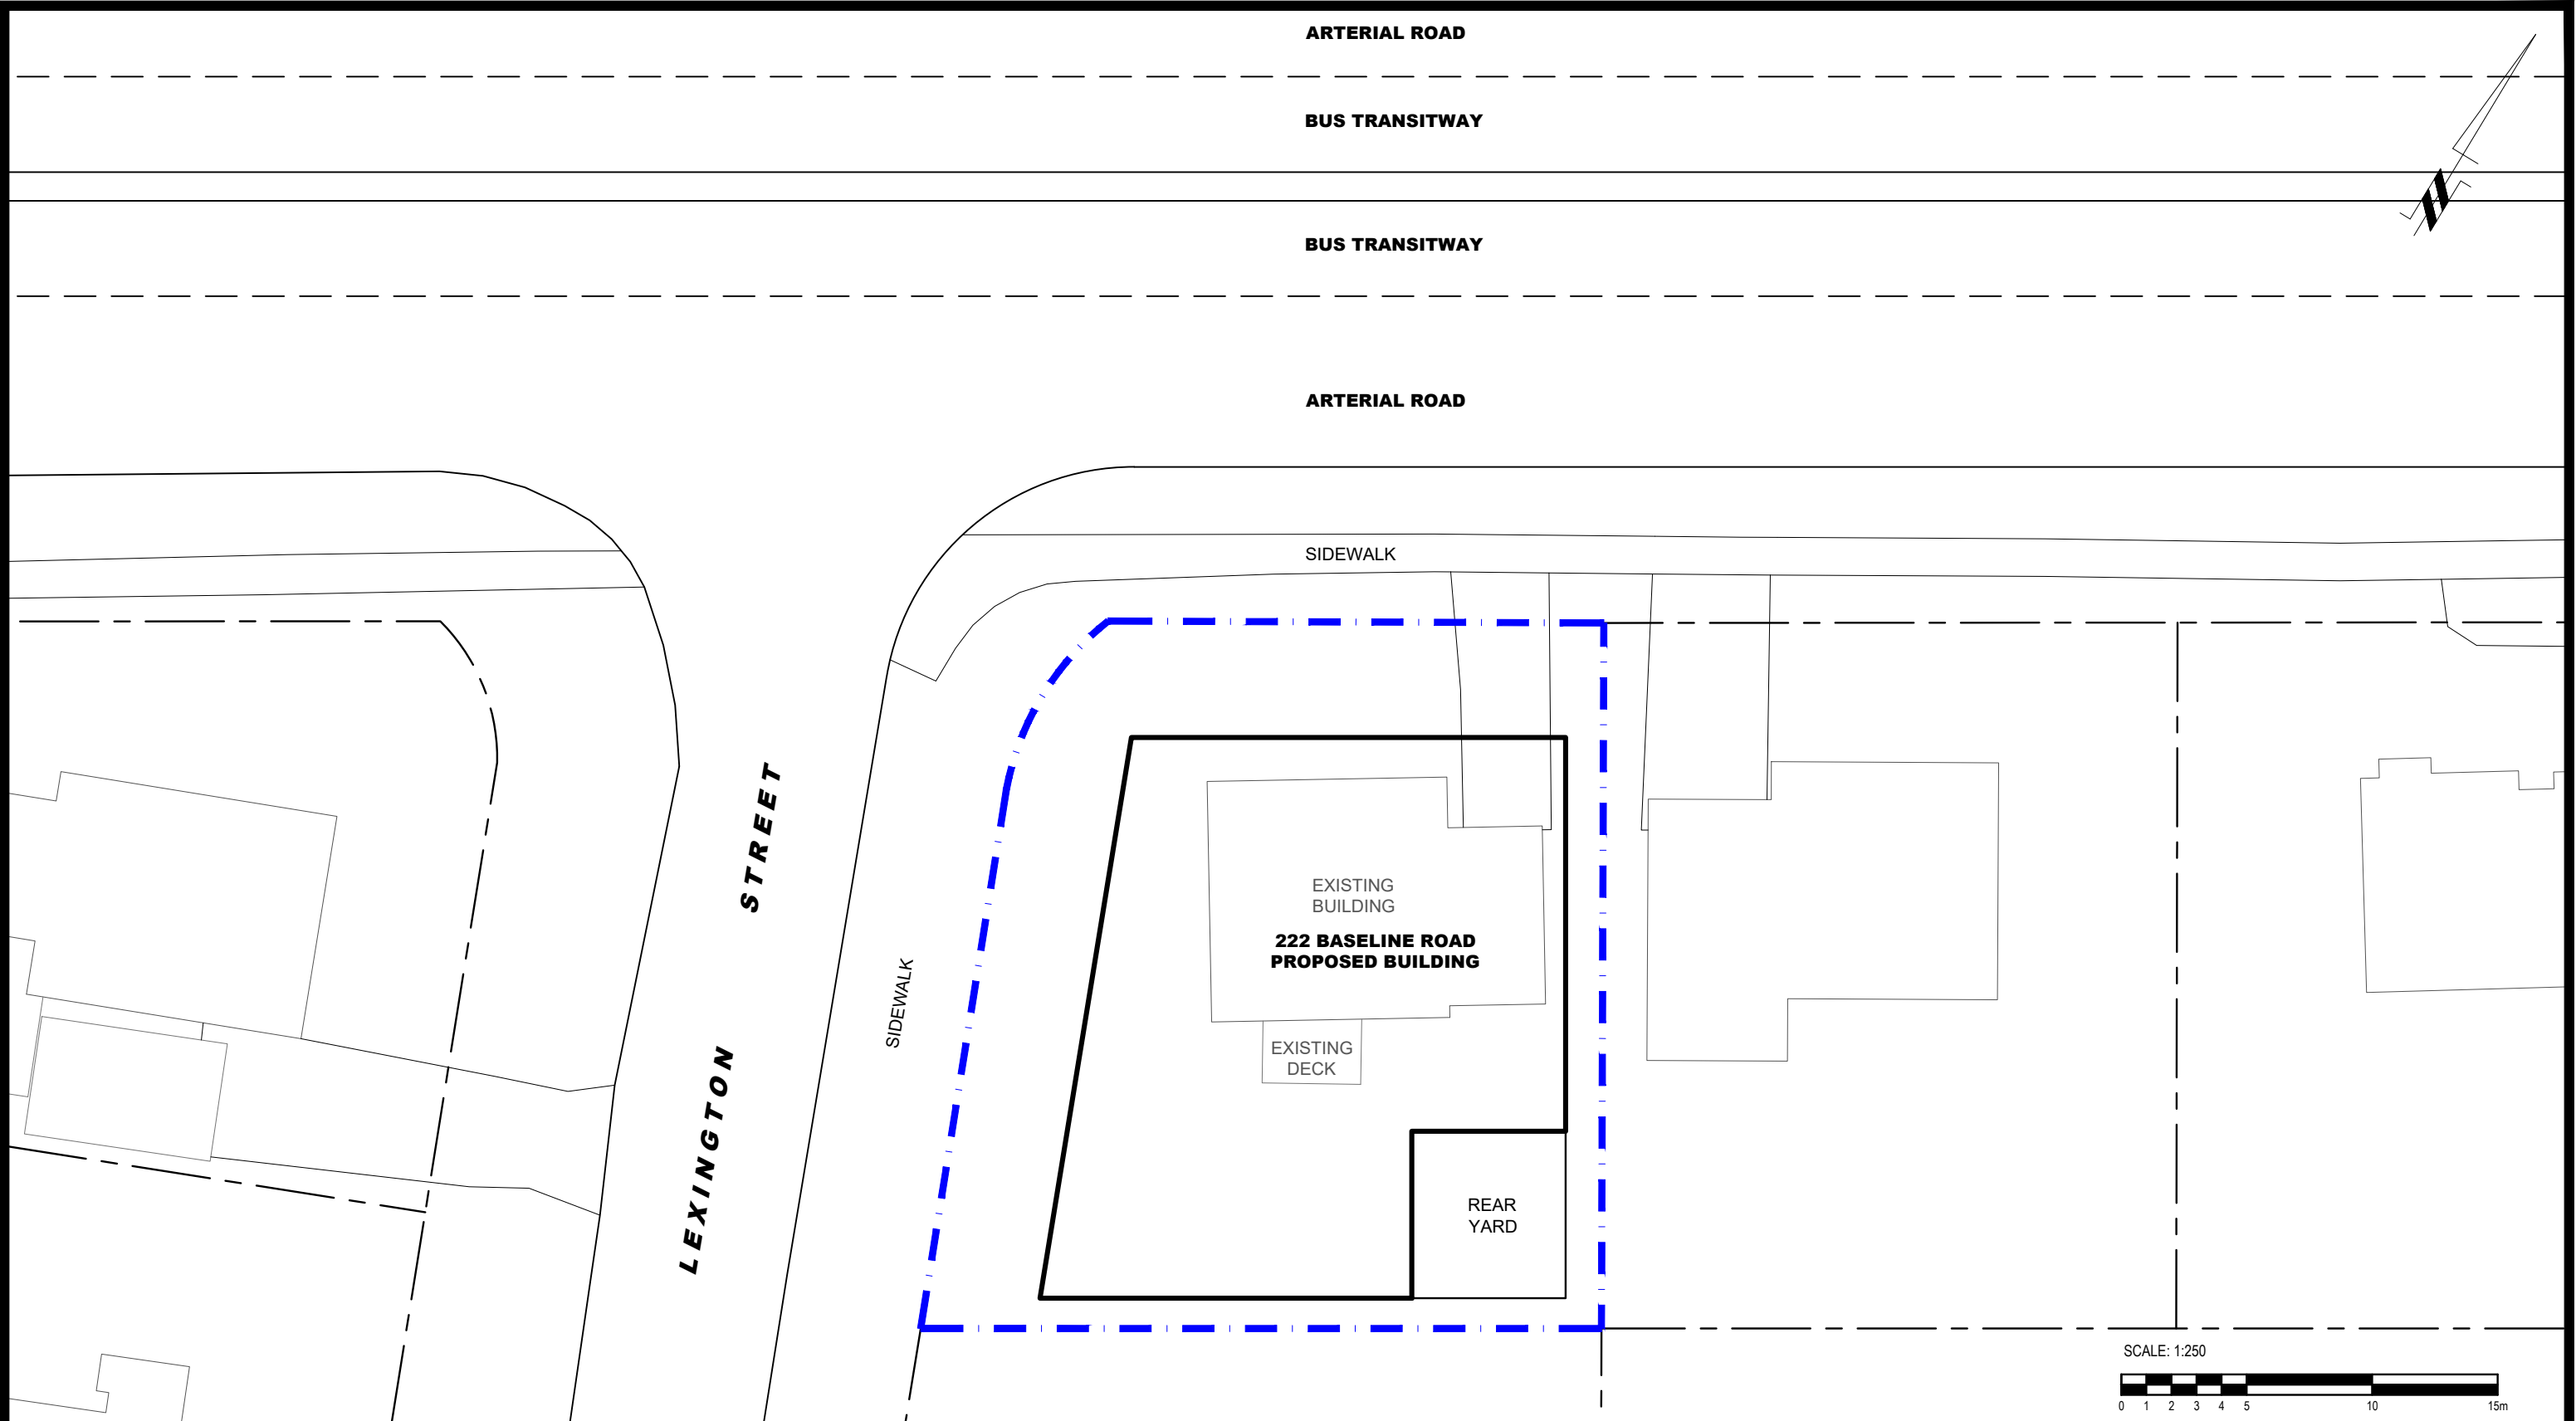 ARTERIAL ROAD
BUS TRANSITWAY
BUS TRANSITWAY
ARTERIAL ROAD
SIDEWALK
LEXINGTON STREET
SIDEWALK
EXISTING
BUILDING
222 BASELINE ROAD
PROPOSED BUILDING
EXISTING
DECK
REAR
YARD
SCALE: 1:250
0 1 2 3 4 5 10 15m
N